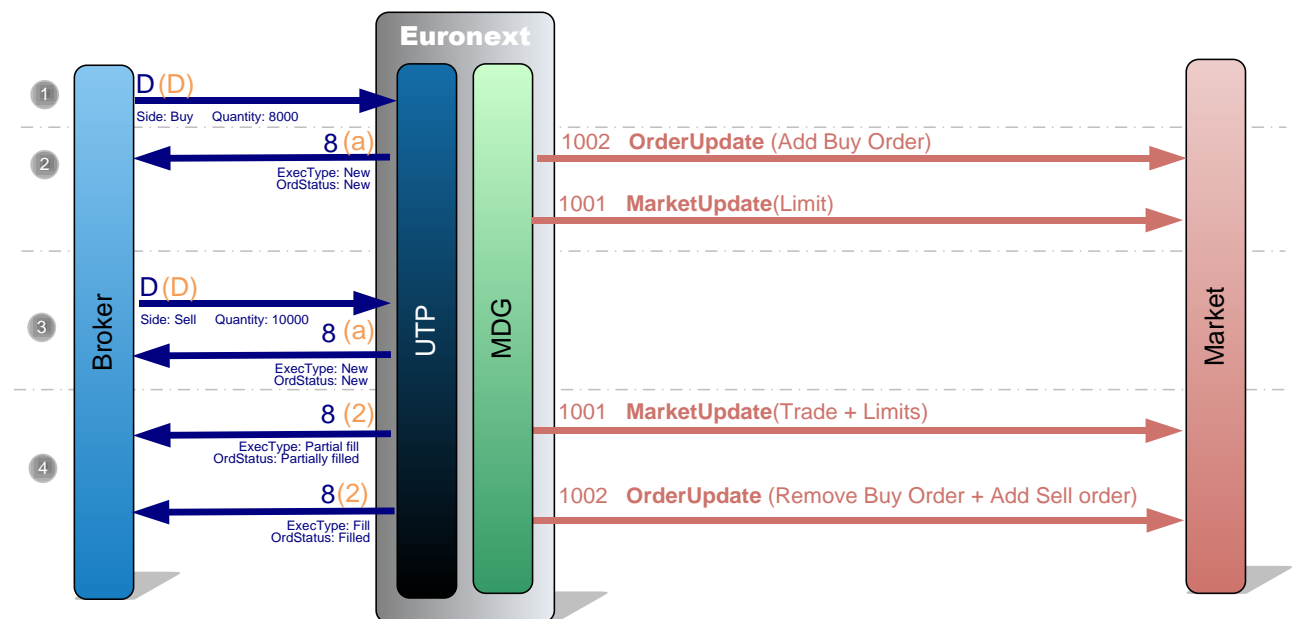 Euronext
1
D(D)
Side: Buy Quantity: 8000
2
8 (a)
ExecType: New
OrdStatus: New
1002 OrderUpdate (Add Buy Order)
1001 MarketUpdate(Limit)
Broker
UTP
MDG
Market
3
D(D)
Side: Sell Quantity: 10000
8 (a)
ExecType: New
OrdStatus: New
4
8 (2)
ExecType: Partial fill
OrdStatus: Partially filled
1001 MarketUpdate(Trade + Limits)
8(2)
ExecType: Fill
OrdStatus: Filled
1002 OrderUpdate (Remove Buy Order + Add Sell order)